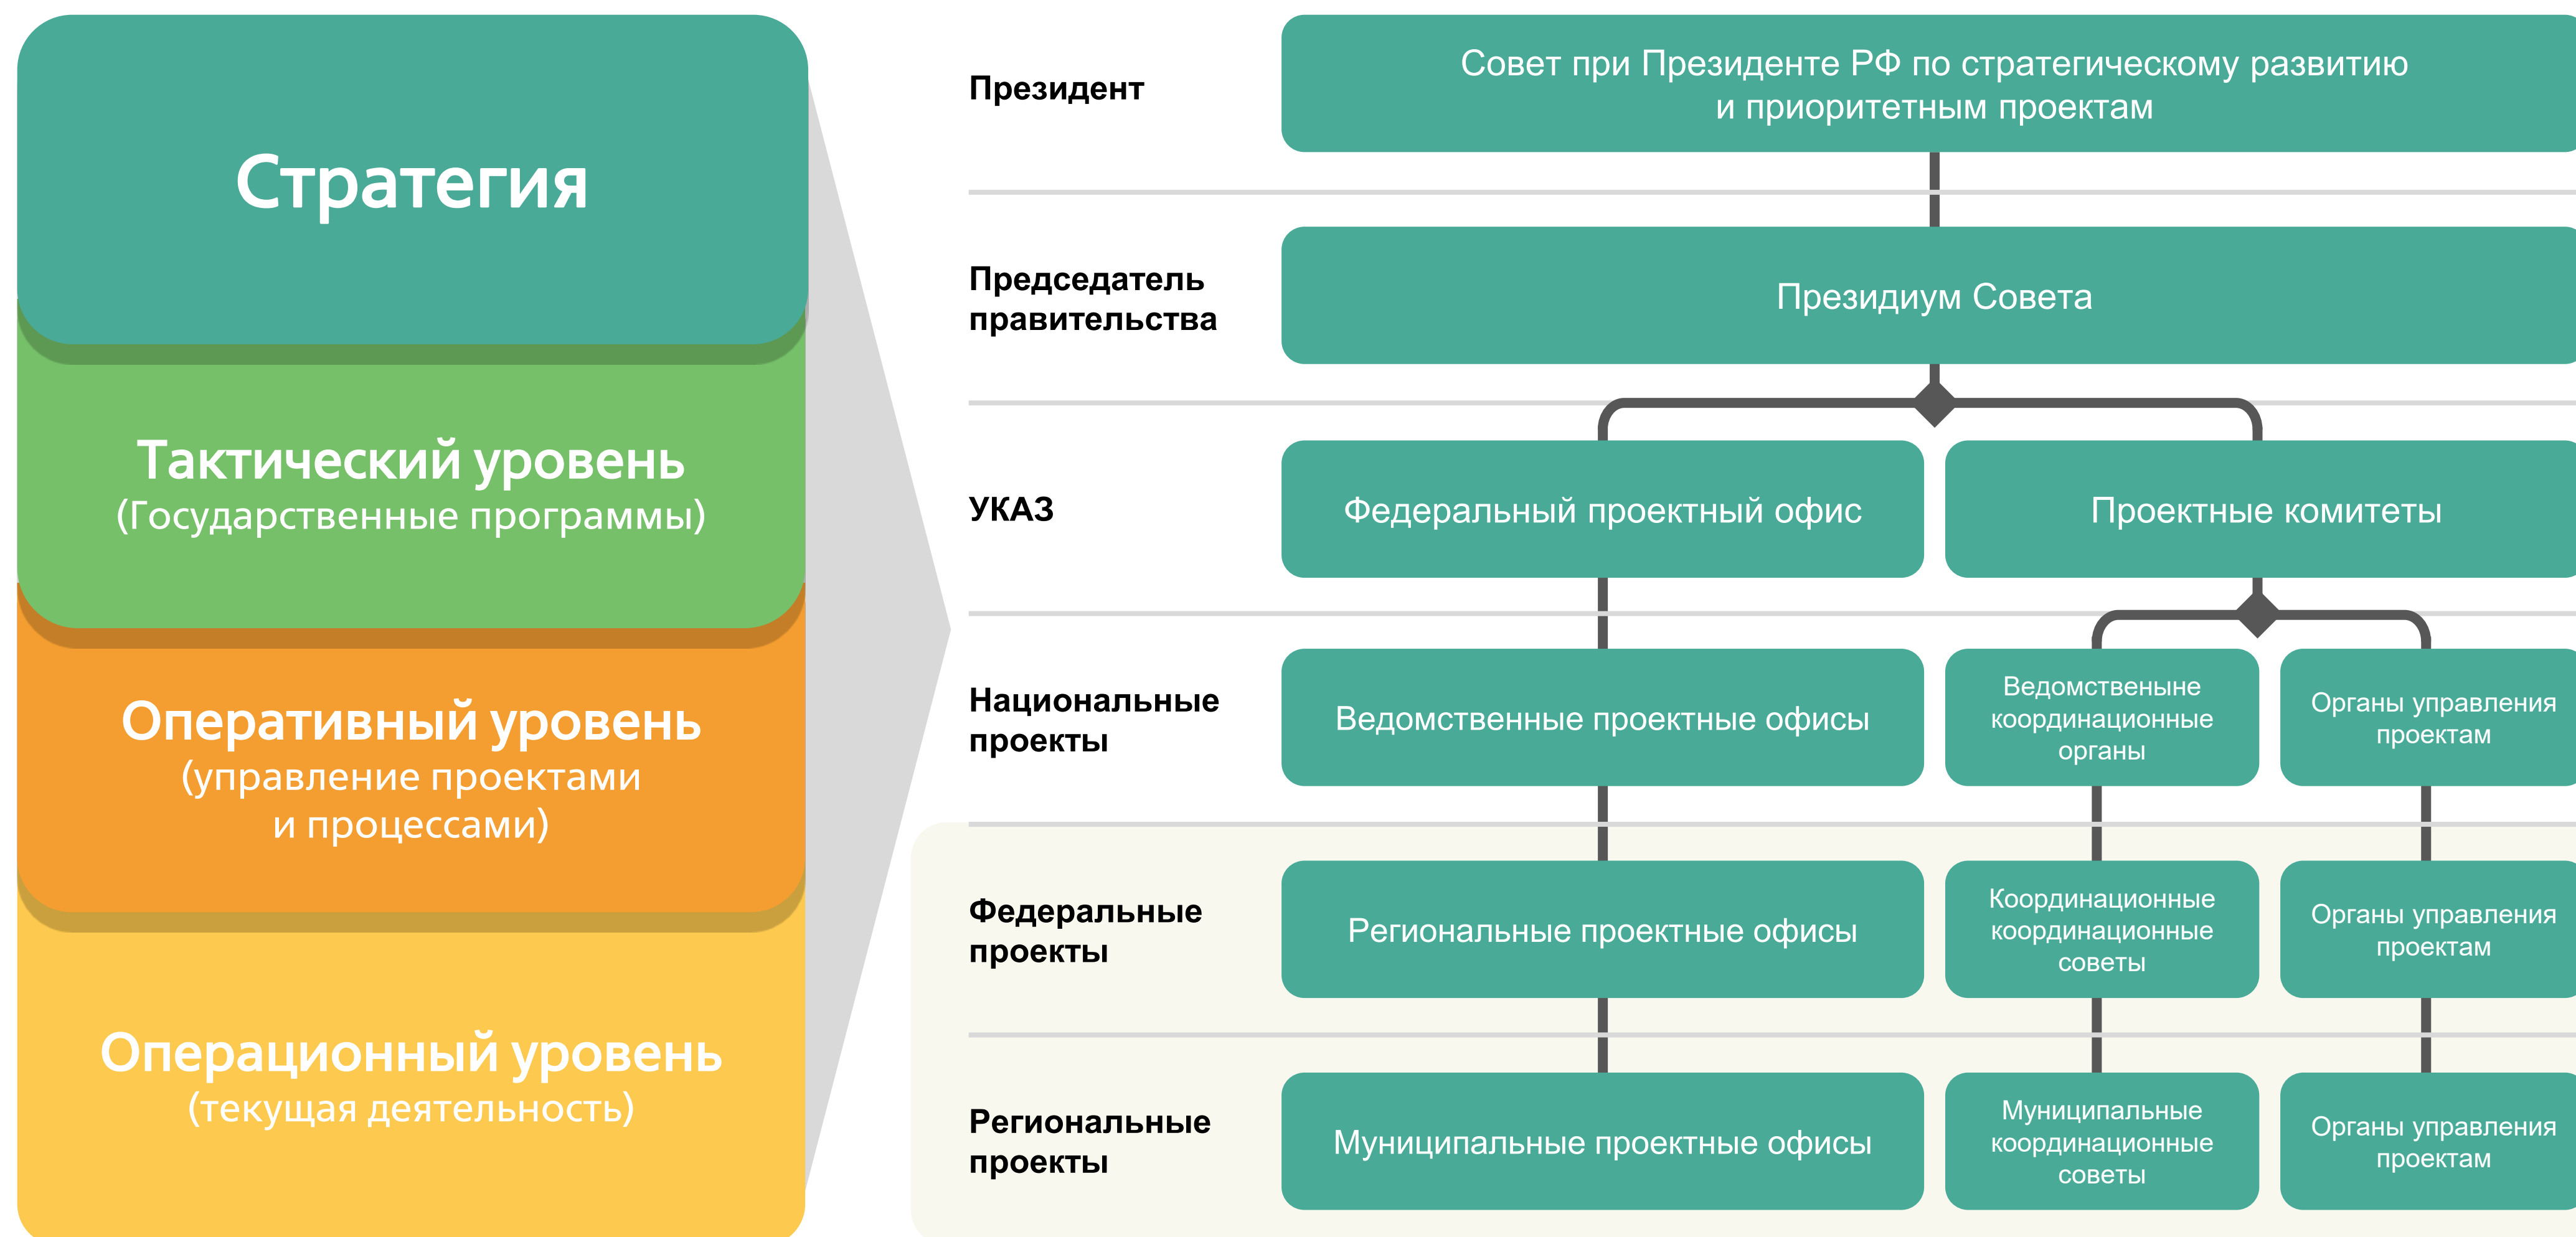 Стратегия
Тактический уровень
(Государственные программы)
Оперативный уровень
(управление проектами
и процессами)
Операционный уровень
(текущая деятельность)
Президент
Совет при Президенте РФ по стратегическому развитию
и приоритетным проектам
Председатель
правительства
Президиум Совета
УКАЗ
Федеральный проектный офис
Проектные комитеты
Национальные
проекты
Ведомственные проектные офисы
Ведомственыне
координационные
органы
Органы управления
проектам
Федеральные
проекты
Региональные проектные офисы
Координационные
координационные
советы
Органы управления
проектам
Региональные
проекты
Муниципальные проектные офисы
Муниципальные
координационные
советы
Органы управления
проектам